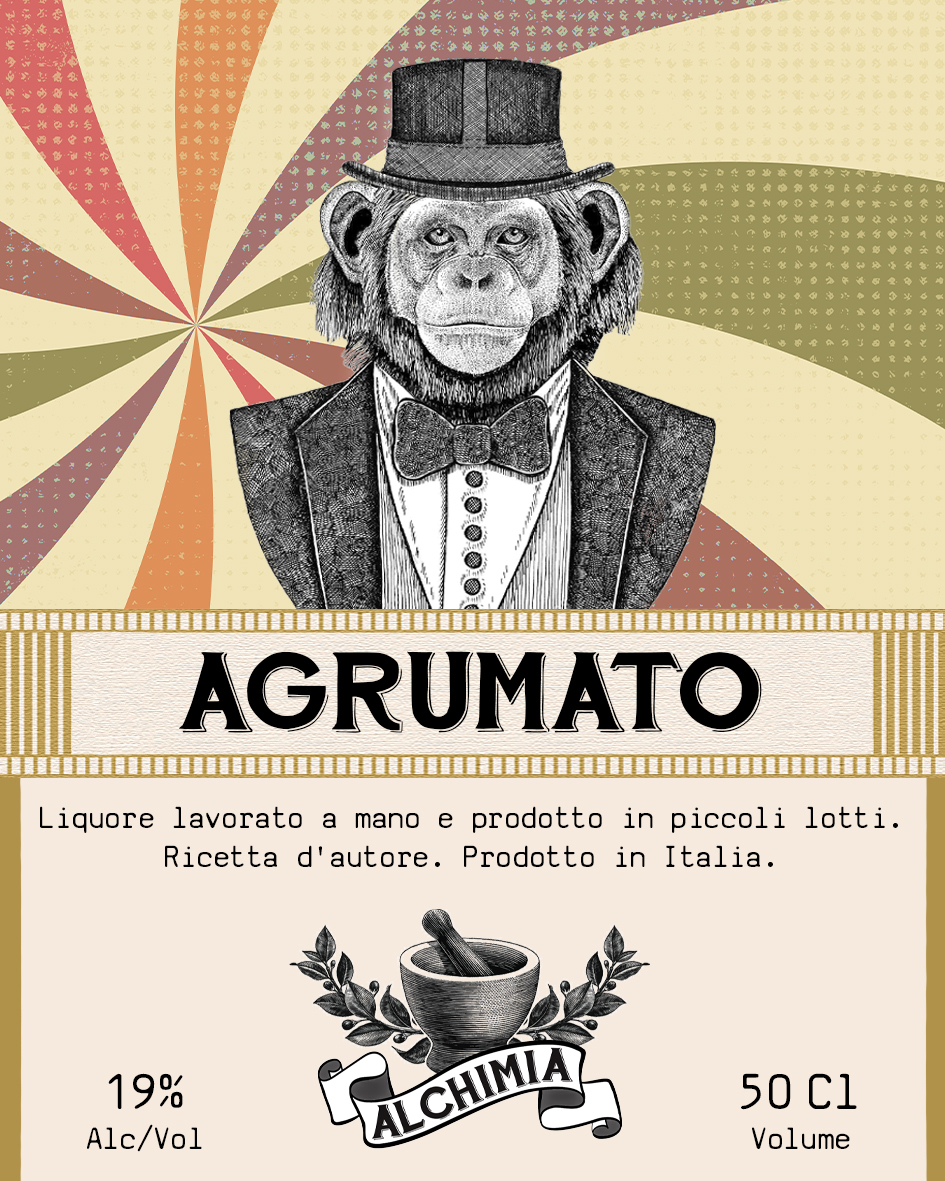 AGRUMATO
Liquore lavorato a mano e prodotto in piccoli lotti.
Ricetta d'autore. Prodotto in Italia.
ALCHIMIA
19%
Alc/Vol
50 Cl
Volume